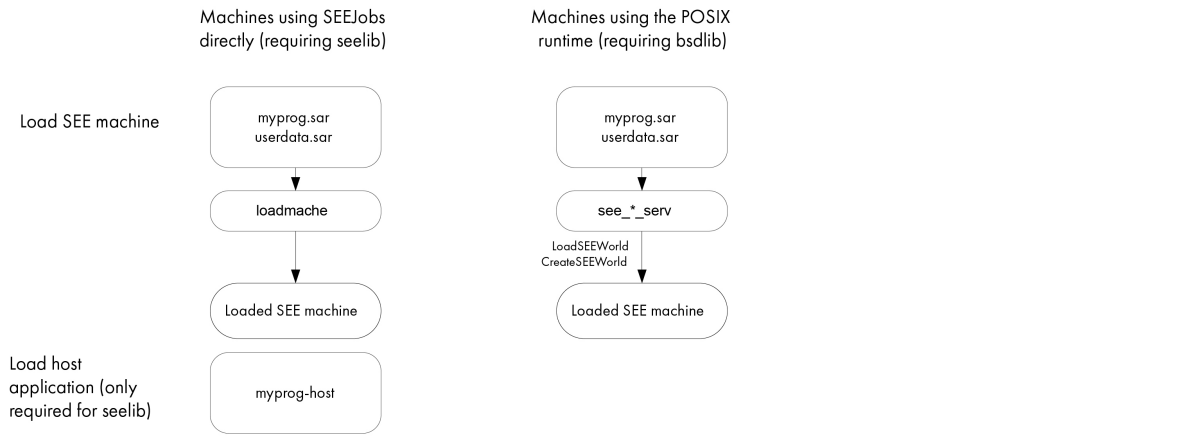 Machines using SEEJobs
directly (requiring seelib)
Machines using the POSIX
runtime (requiring bsdlib)
Load SEE machine
myprog.sar
userdata.sar
myprog.sar
userdata.sar
loadmache
see_*_serv
LoadSEEWorld
CreateSEEWorld
Loaded SEE machine
Loaded SEE machine
Load host
application (only
required for seelib)
myprog-host